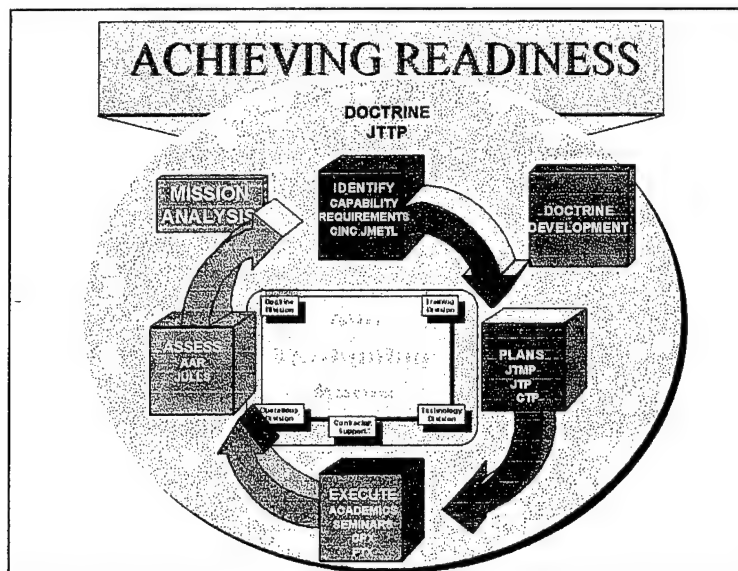 ACHIEVING READINESS
DOCTRINE
JTTP
MISSION
ANALYSIS
IDENTIFY
CAPABILITY
REQUIREMENTS
CINC JMETL
DOCTRINE
DEVELOPMENT
Doctrine
Division
Training
Division
ASSESS
AAR
JULLS
PLANS
JTMP
JTP
CTP
Operations
Division
Contractor
Support
Technology
Division
EXECUTE
ACADEMICS
SEMINARS
CPX
FTX